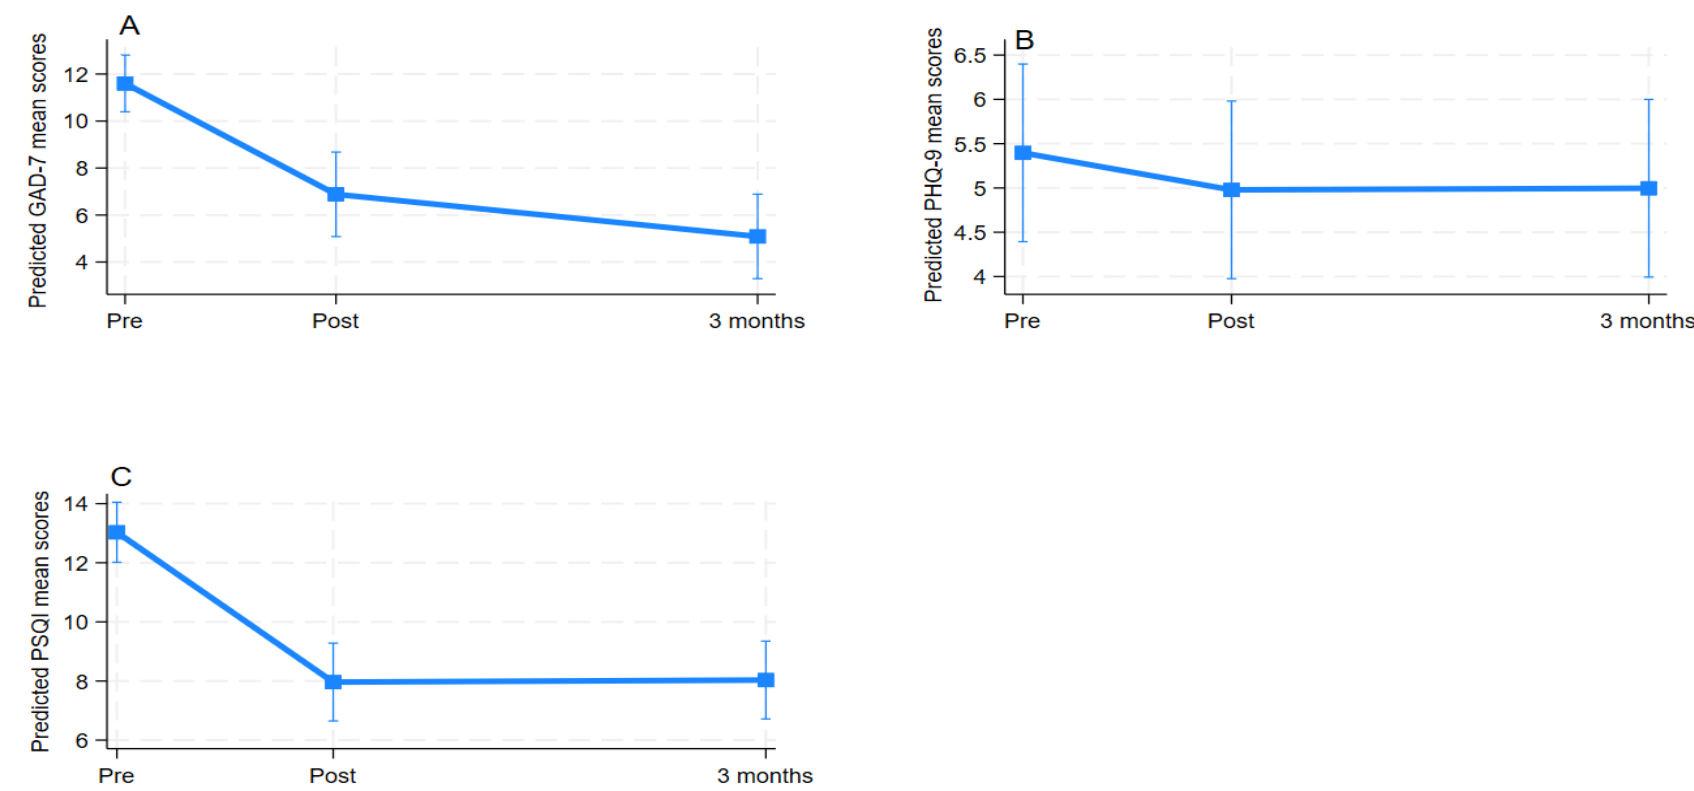 A
Predicted GAD-7 mean scores
12
10
8
6
4
Pre
Post
3 months
B
Predicted PHQ-9 mean scores
6.5
6
5.5
5
4.5
4
Pre
Post
3 months
C
Predicted PSQI mean scores
14
12
10
8
6
Pre
Post
3 months